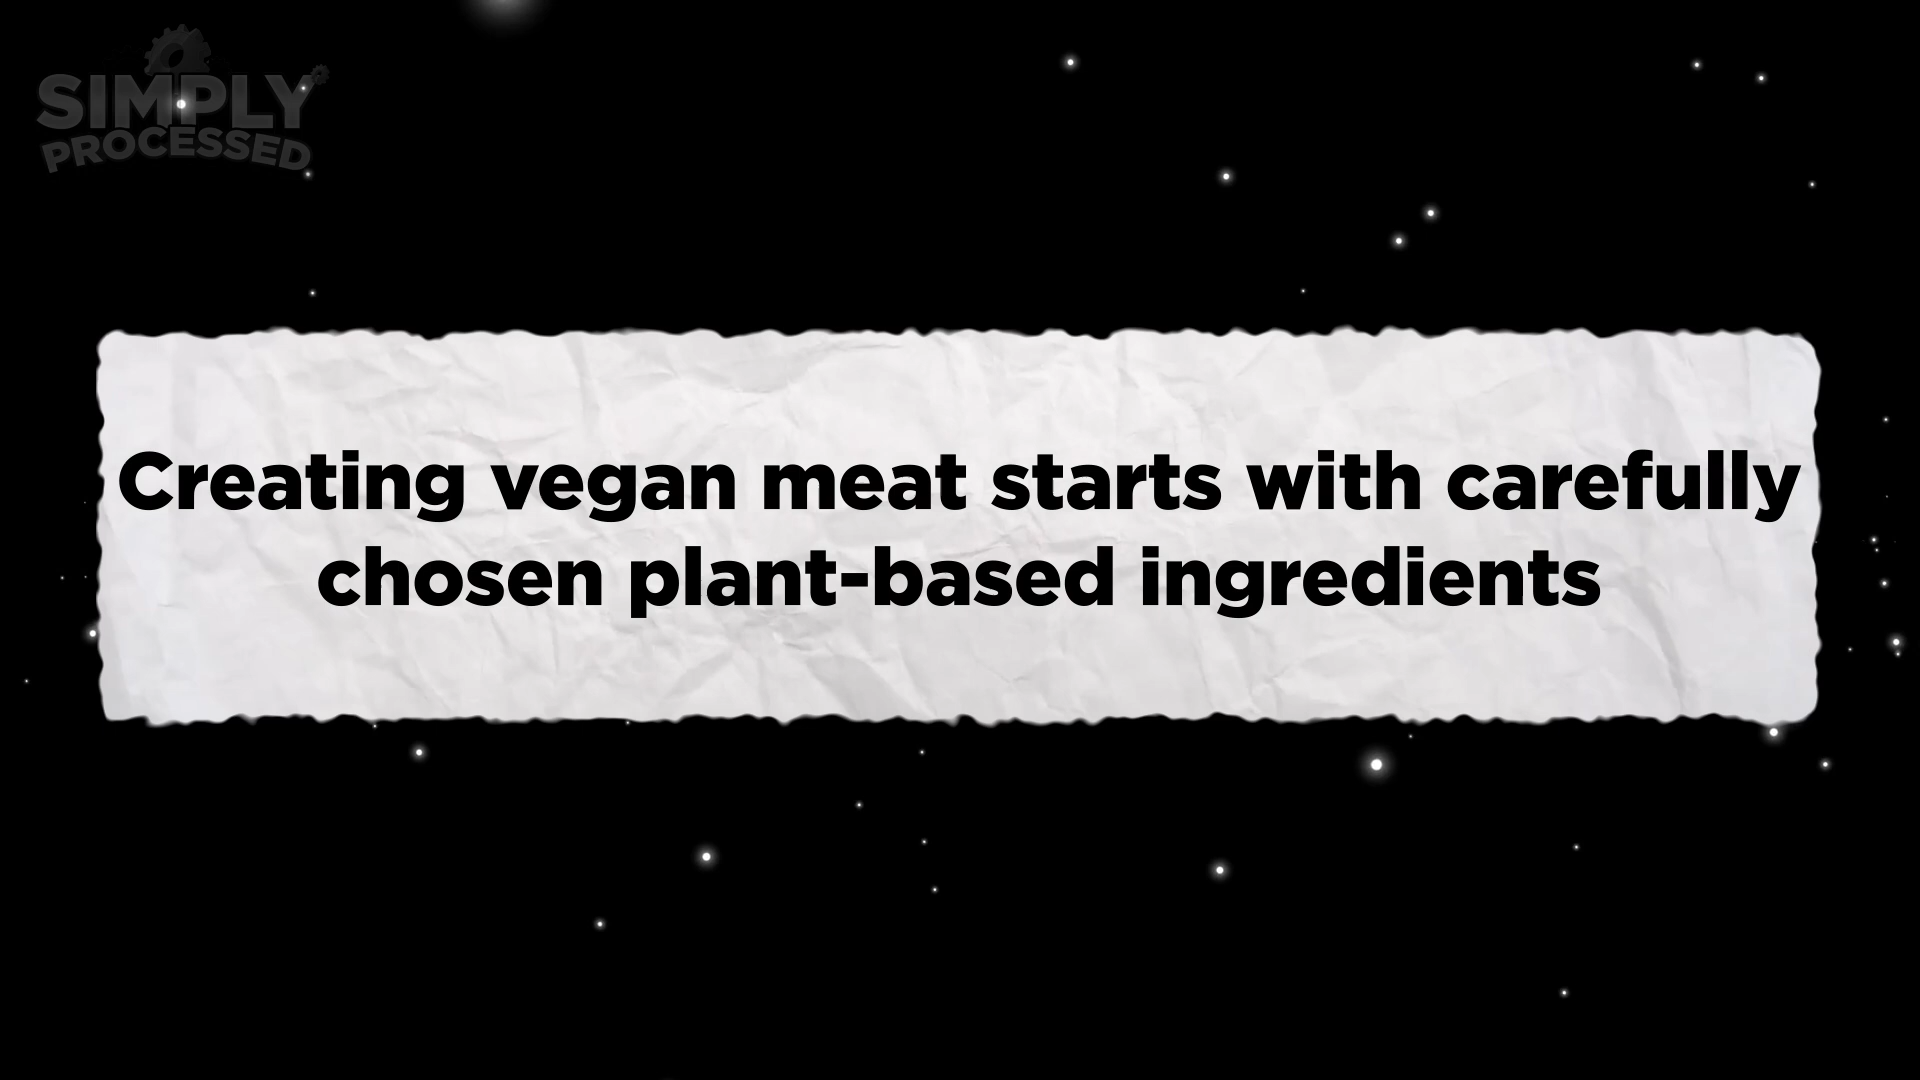 SIMPLY
PROCESSED
Creating vegan meat starts with carefully
chosen plant-based ingredients